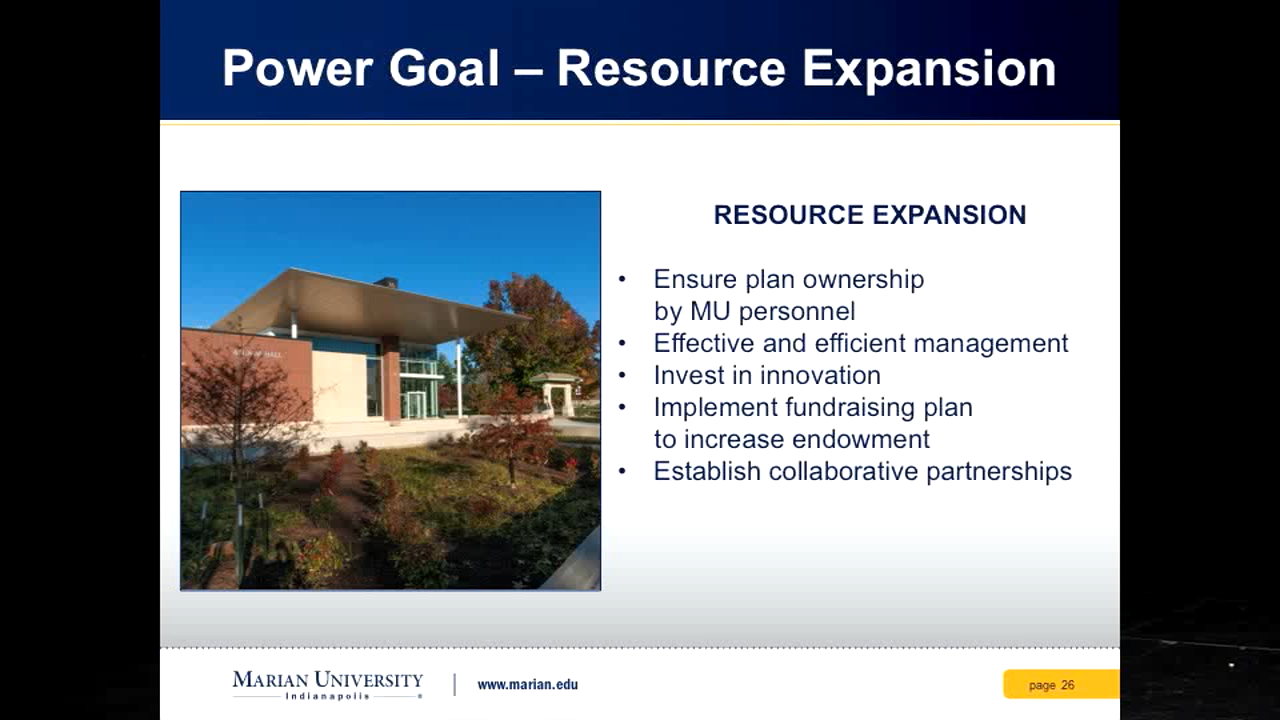 Power Goal – Resource Expansion
RESOURCE EXPANSION
• Ensure plan ownership
by MU personnel
• Effective and efficient management
• Invest in innovation
• Implement fundraising plan
to increase endowment
• Establish collaborative partnerships
MARIAN UNIVERSITY
Indianapolis ®
www.marian.edu
page 26